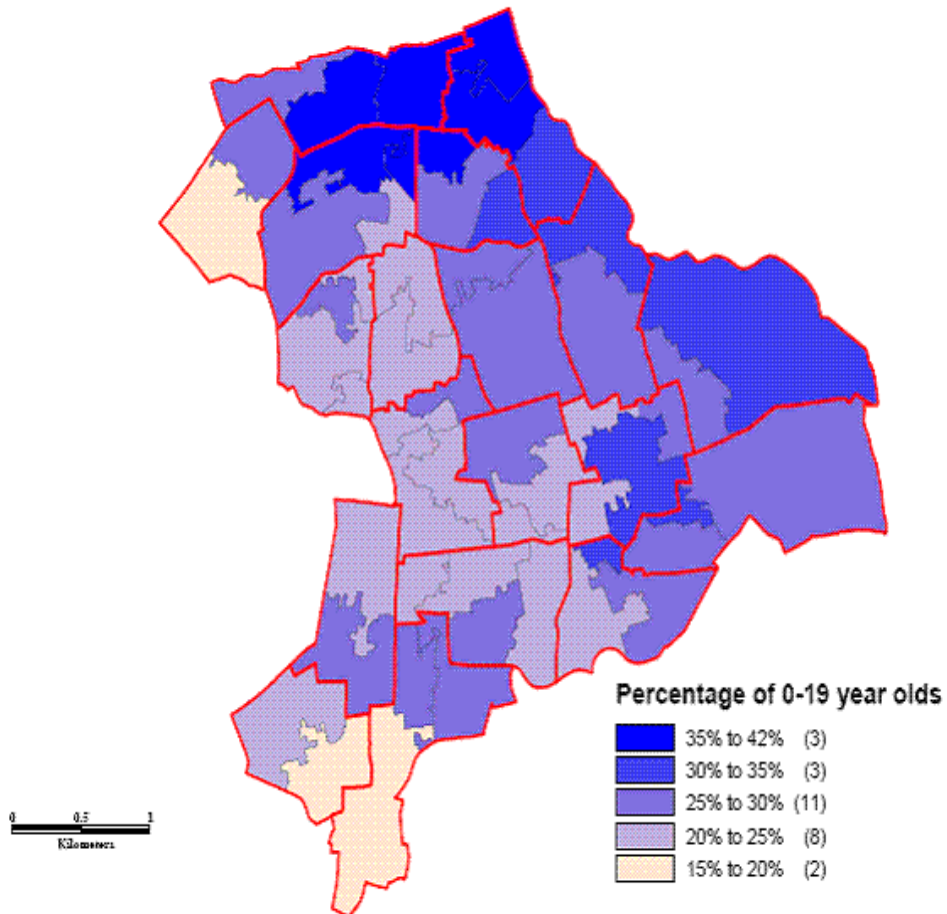 Percentage of 0-19 year olds
35% to 42% (3)
30% to 35% (3)
25% to 30% (11)
20% to 25% (8)
15% to 20% (2)
0 0.5 1
Kilometers